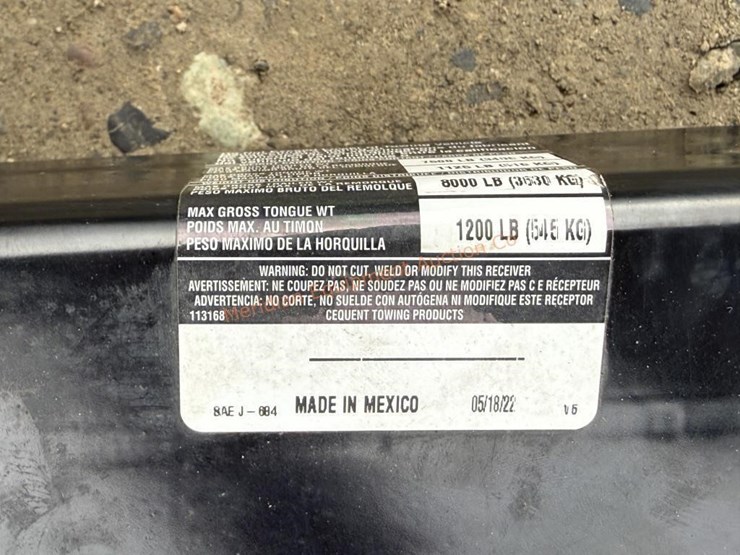 PESO MAXIMO BRUTO DEL REMOLQUE
8000 LB (3630 KG)
MAX GROSS TONGUE WT
POIDS MAX. AU TIMON
PESO MAXIMO DE LA HORQUILLA
1200 LB (545 KG)
WARNING: DO NOT CUT, WELD OR MODIFY THIS RECEIVER
AVERTISSEMENT: NE COUPEZ PAS, NE SOUDEZ PAS OU NE MODIFIEZ PAS C E RÉCEPTEUR
ADVERTENCIA: NO CORTE, NO SUELDE CON AUTÓGENA NI MODIFIQUE ESTE REÇEPTOR
113168 CEQUENT TOWING PRODUCTS
SAE J-684 MADE IN MEXICO 05/18/22 V5